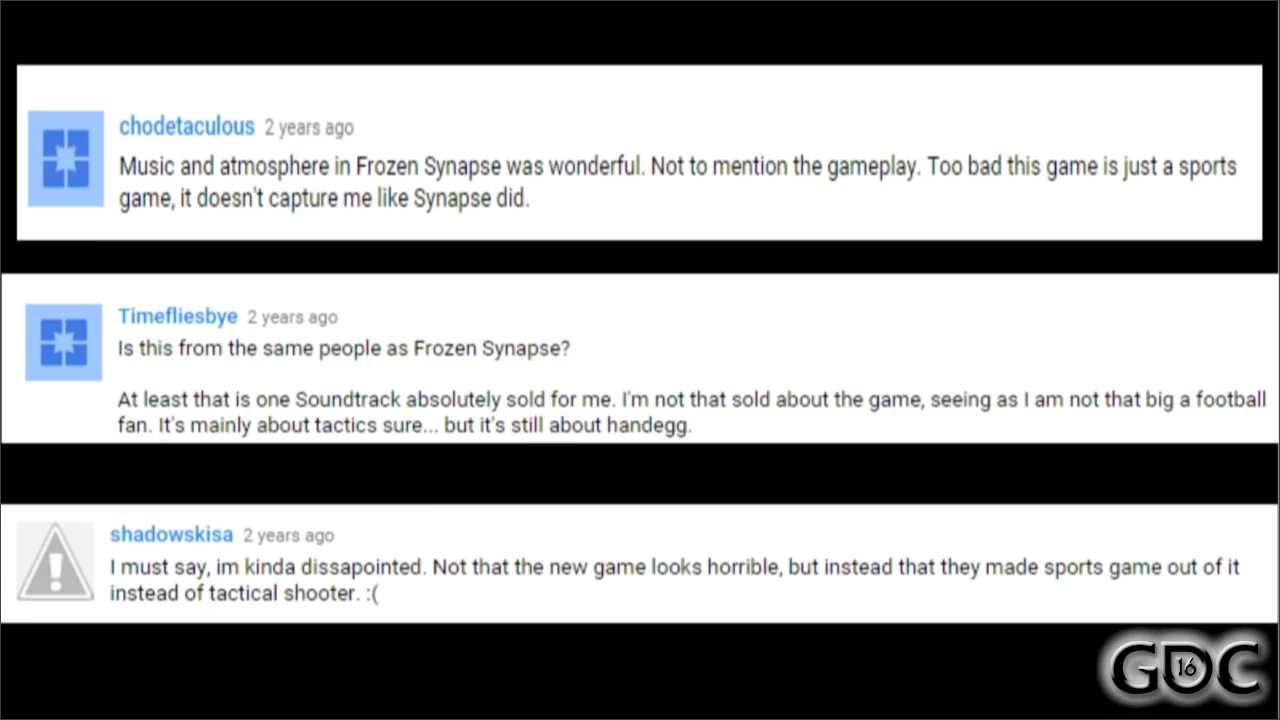 chodetaculous 2 years ago
Music and atmosphere in Frozen Synapse was wonderful. Not to mention the gameplay. Too bad this game is just a sports
game, it doesn't capture me like Synapse did.
Timefliesbye 2 years ago
Is this from the same people as Frozen Synapse?
At least that is one Soundtrack absolutely sold for me. I'm not that sold about the game, seeing as I am not that big a football
fan. It's mainly about tactics sure... but it's still about handegg.
shadowskisa 2 years ago
I must say, im kinda dissapointed. Not that the new game looks horrible, but instead that they made sports game out of it
instead of tactical shooter. :(
GDC 16